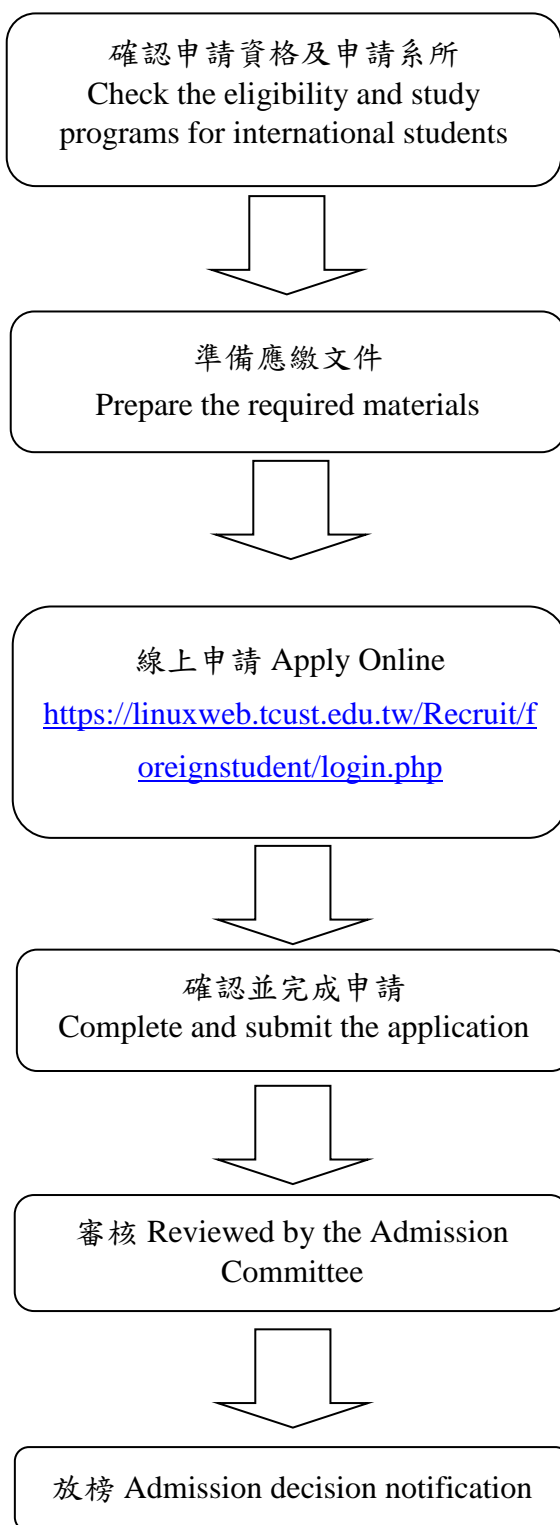 確認申請資格及申請系所
Check the eligibility and study
programs for international students
準備應繳文件
Prepare the required materials
線上申請 Apply Online
https://linuxweb.tcust.edu.tw/Recruit/f
oreignstudent/login.php
確認並完成申請
Complete and submit the application
審核 Reviewed by the Admission
Committee
放榜 Admission decision notification